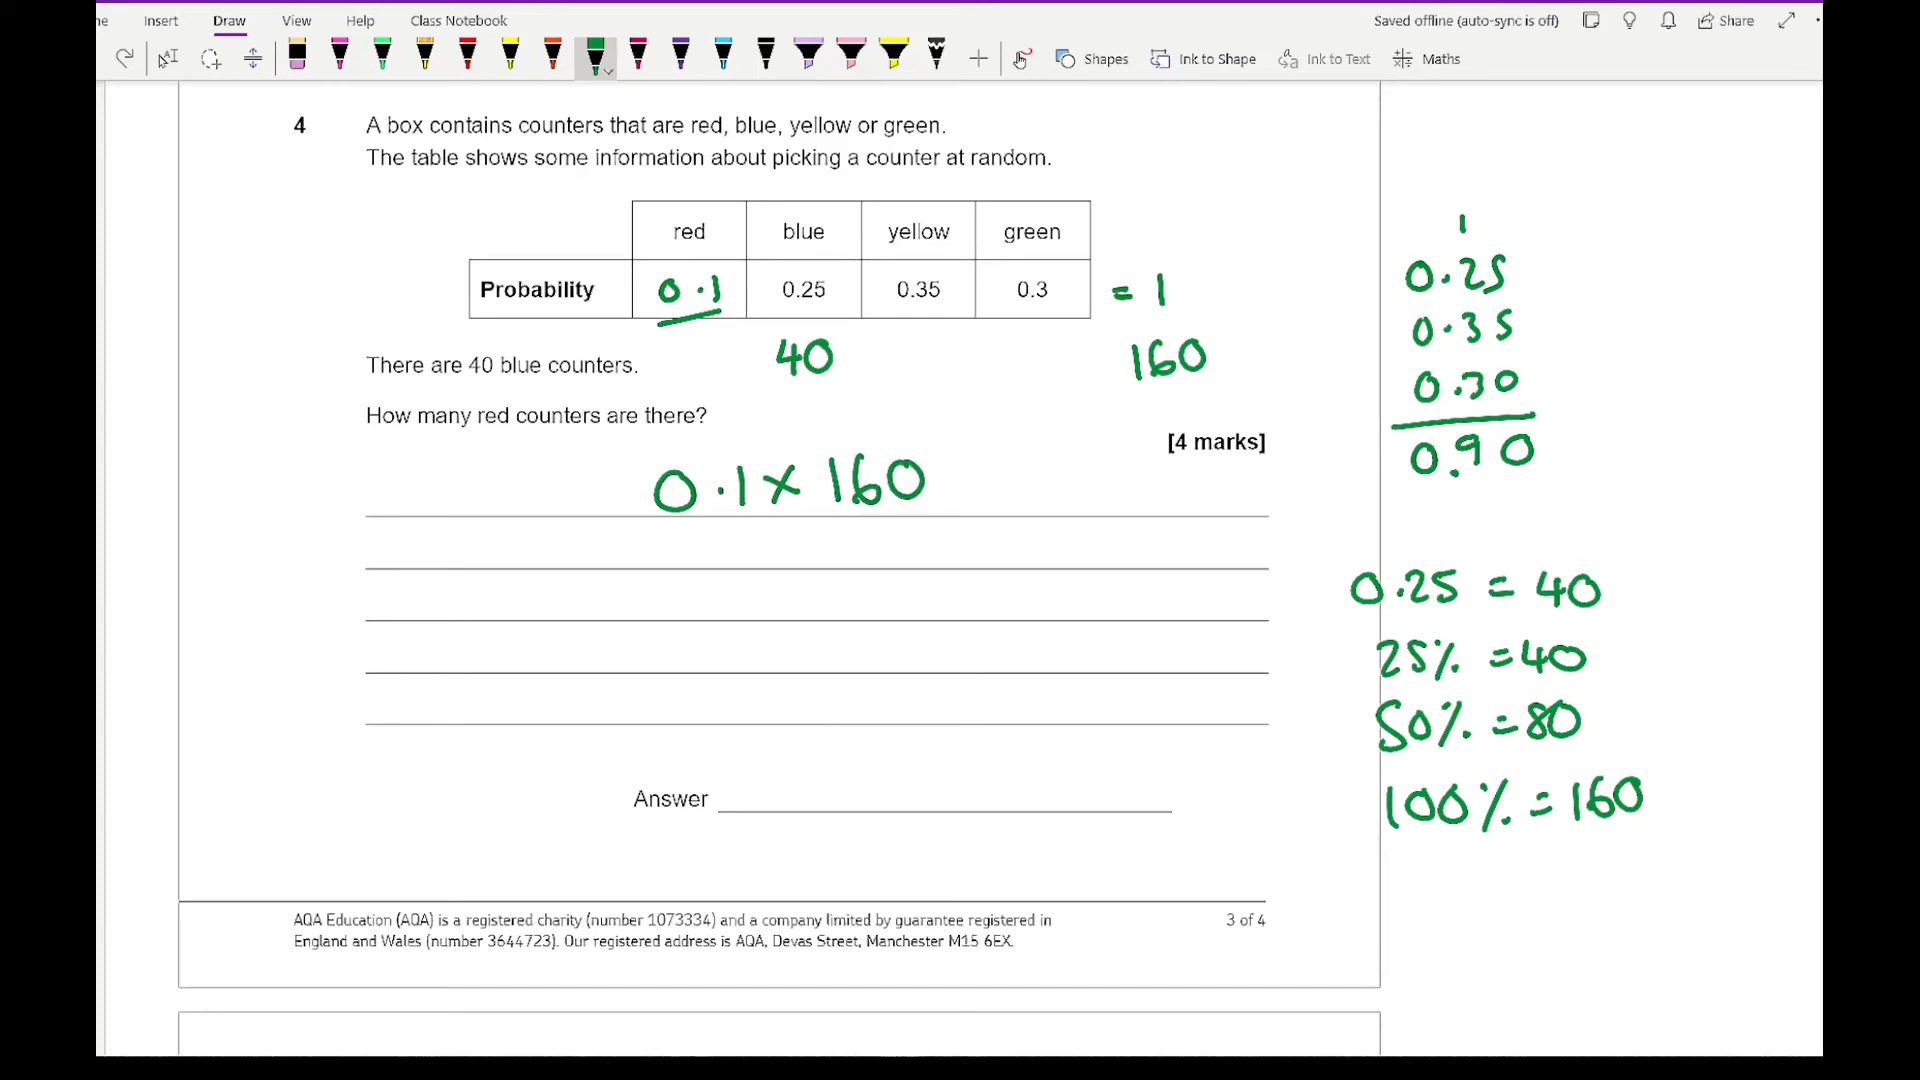 ne Insert Draw View Help Class Notebook Saved offline (auto-sync is off) Share
Shapes Ink to Shape Ink to Text Maths
4 A box contains counters that are red, blue, yellow or green.
The table shows some information about picking a counter at random.
red blue yellow green
Probability 0.1 0.25 0.35 0.3 = 1
There are 40 blue counters. 40 160
How many red counters are there?
[4 marks]
0.1 × 160
Answer
1
0.25
0.35
0.30
0.90
0.25 = 40
25% = 40
50% = 80
100% = 160
AQA Education (AQA) is a registered charity (number 1073334) and a company limited by guarantee registered in
England and Wales (number 3644723). Our registered address is AQA, Devas Street, Manchester M15 6EX.
3 of 4